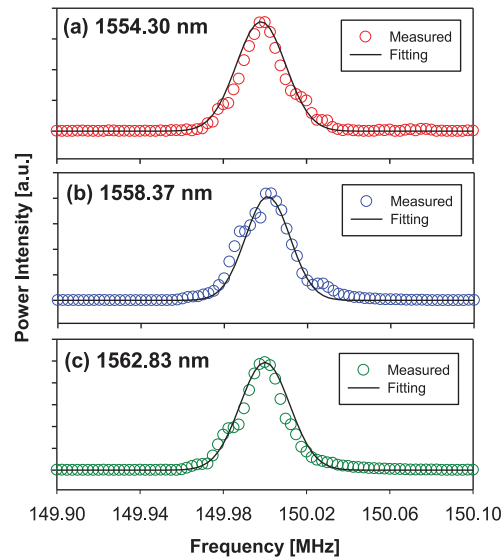 (a) 1554.30 nm
Measured
Fitting
(b) 1558.37 nm
Measured
Fitting
(c) 1562.83 nm
Measured
Fitting
Power Intensity [a.u.]
149.90 149.94 149.98 150.02 150.06 150.10
Frequency [MHz]